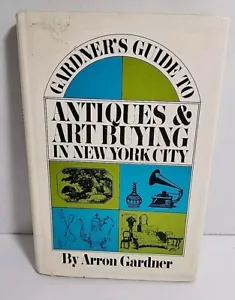 GARDNER'S GUIDE TO
ANTIQUES &
ART BUYING
IN NEW YORK CITY
By Arron Gardner